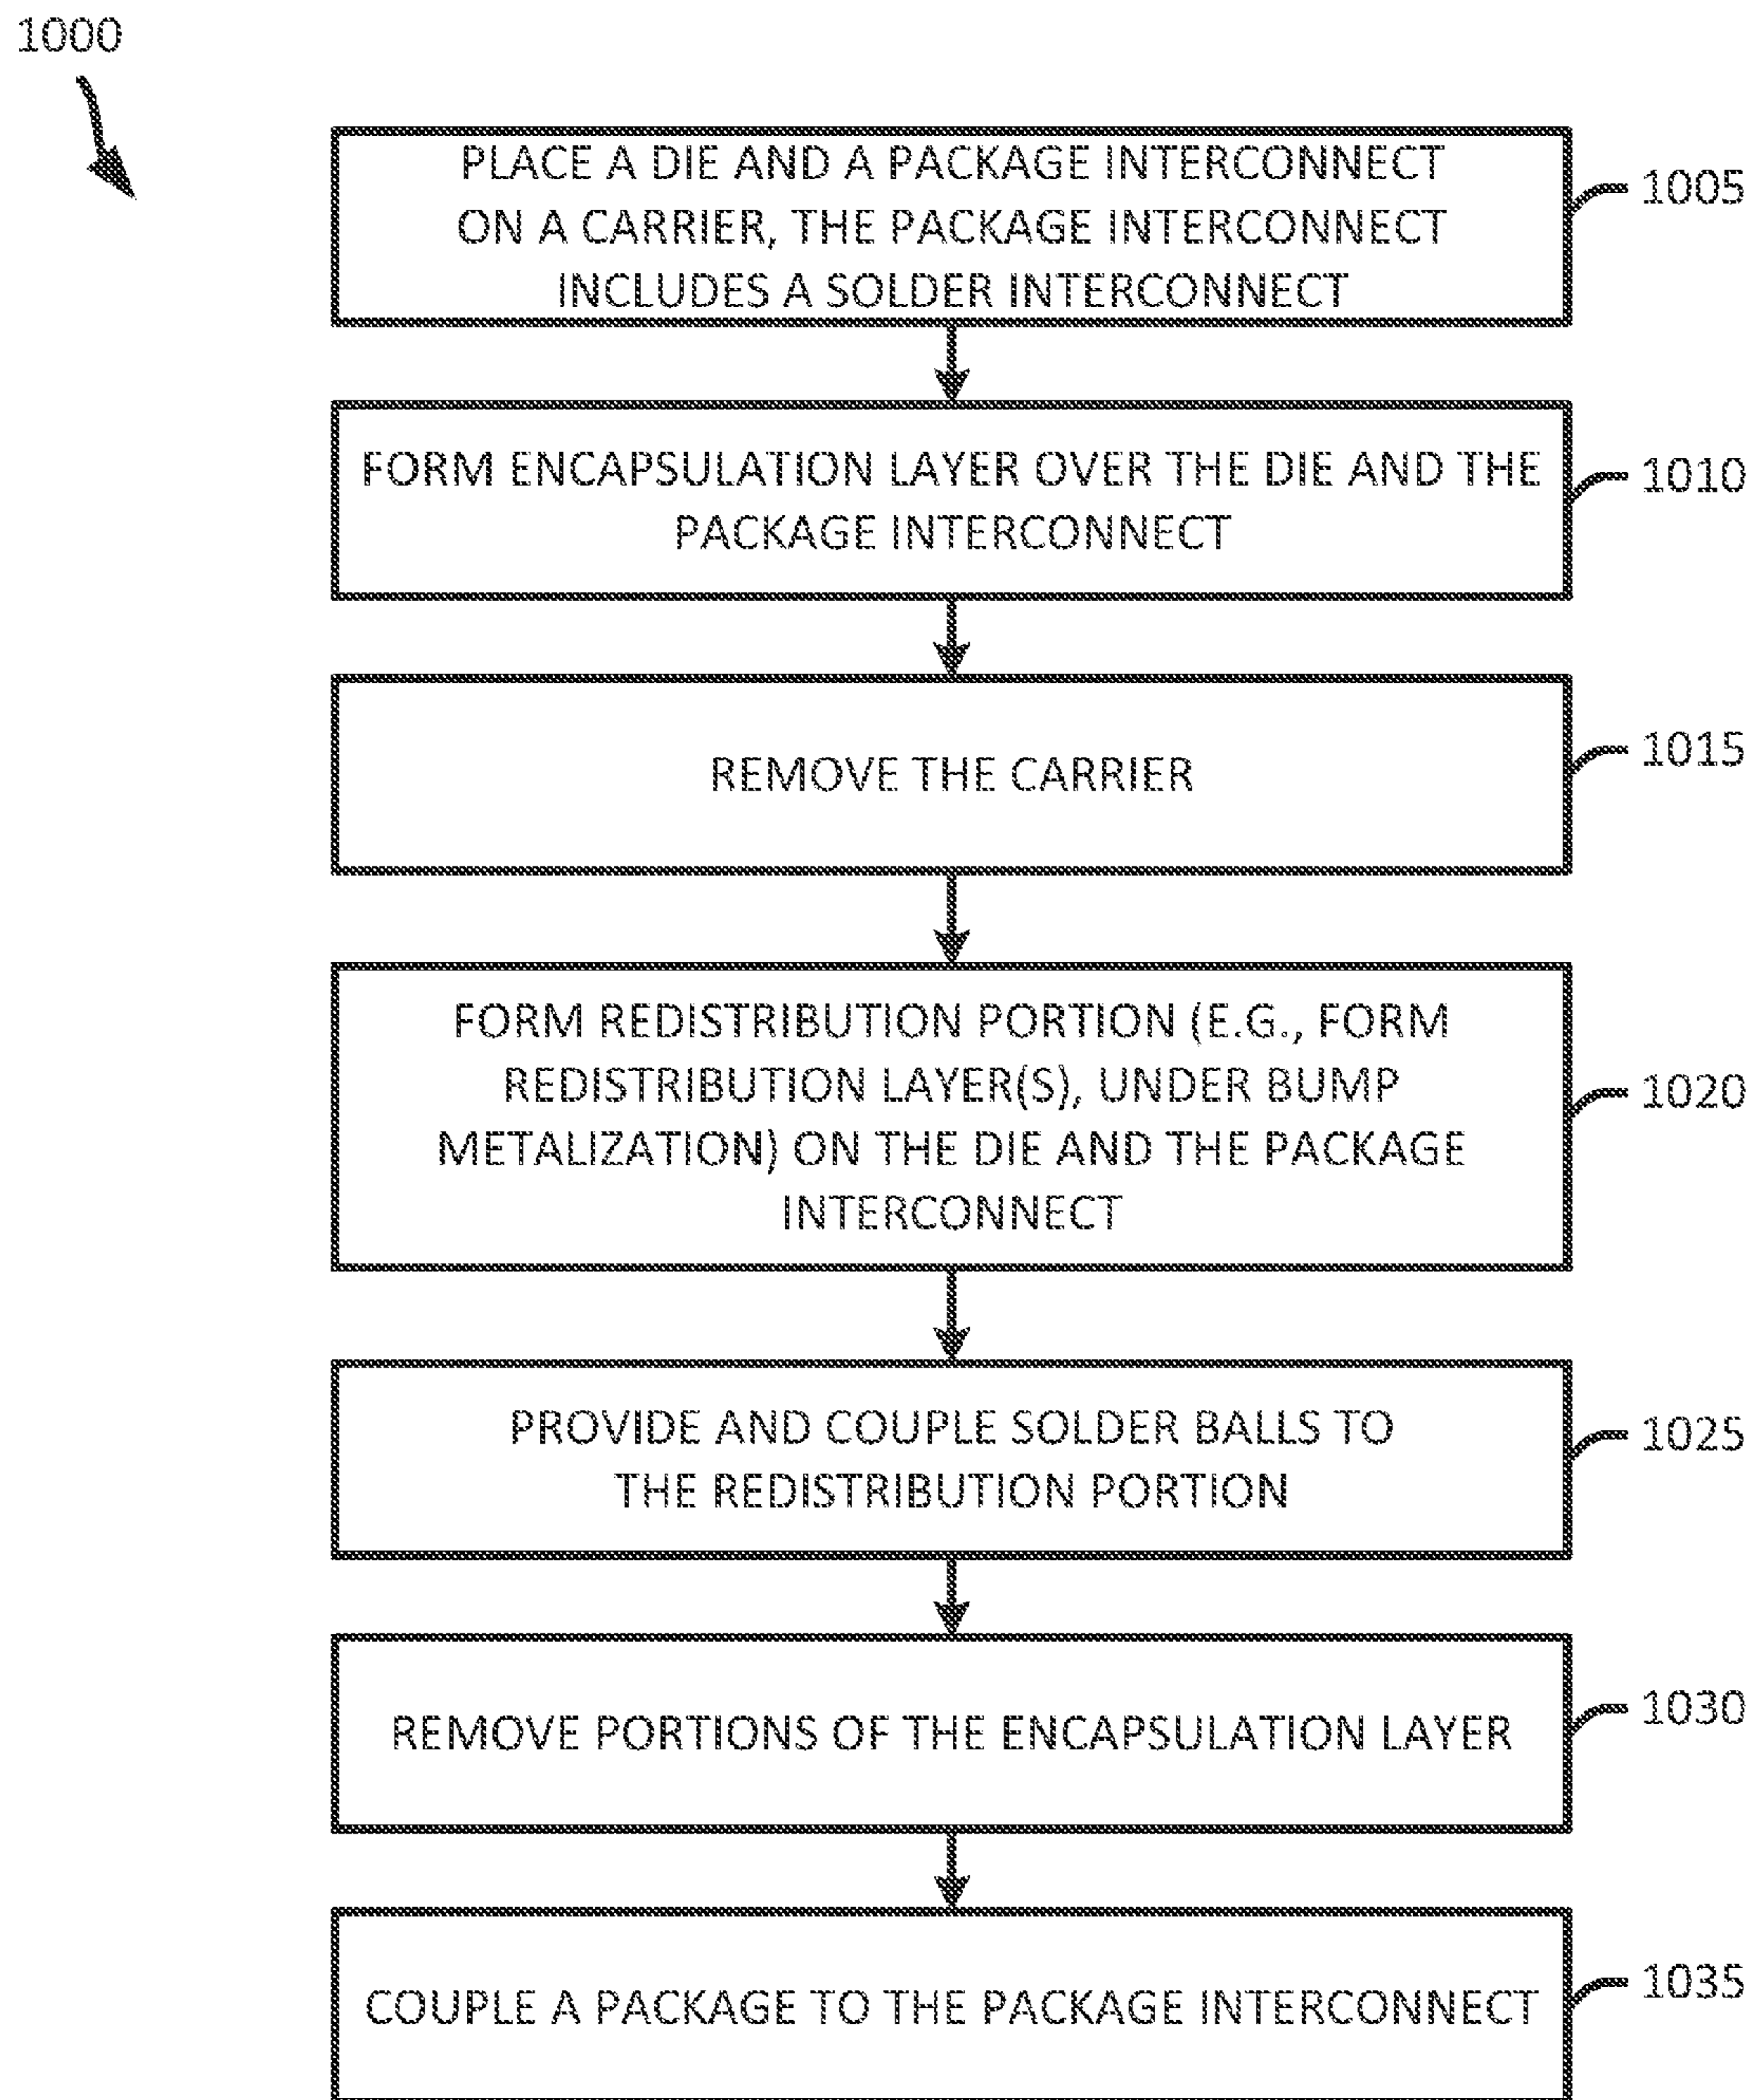 1000
PLACE A DIE AND A PACKAGE INTERCONNECT
ON A CARRIER, THE PACKAGE INTERCONNECT
INCLUDES A SOLDER INTERCONNECT
1005
FORM ENCAPSULATION LAYER OVER THE DIE AND THE
PACKAGE INTERCONNECT
1010
REMOVE THE CARRIER
1015
FORM REDISTRIBUTION PORTION (E.G., FORM
REDISTRIBUTION LAYER(S), UNDER BUMP
METALIZATION) ON THE DIE AND THE PACKAGE
INTERCONNECT
1020
PROVIDE AND COUPLE SOLDER BALLS TO
THE REDISTRIBUTION PORTION
1025
REMOVE PORTIONS OF THE ENCAPSULATION LAYER
1030
COUPLE A PACKAGE TO THE PACKAGE INTERCONNECT
1035